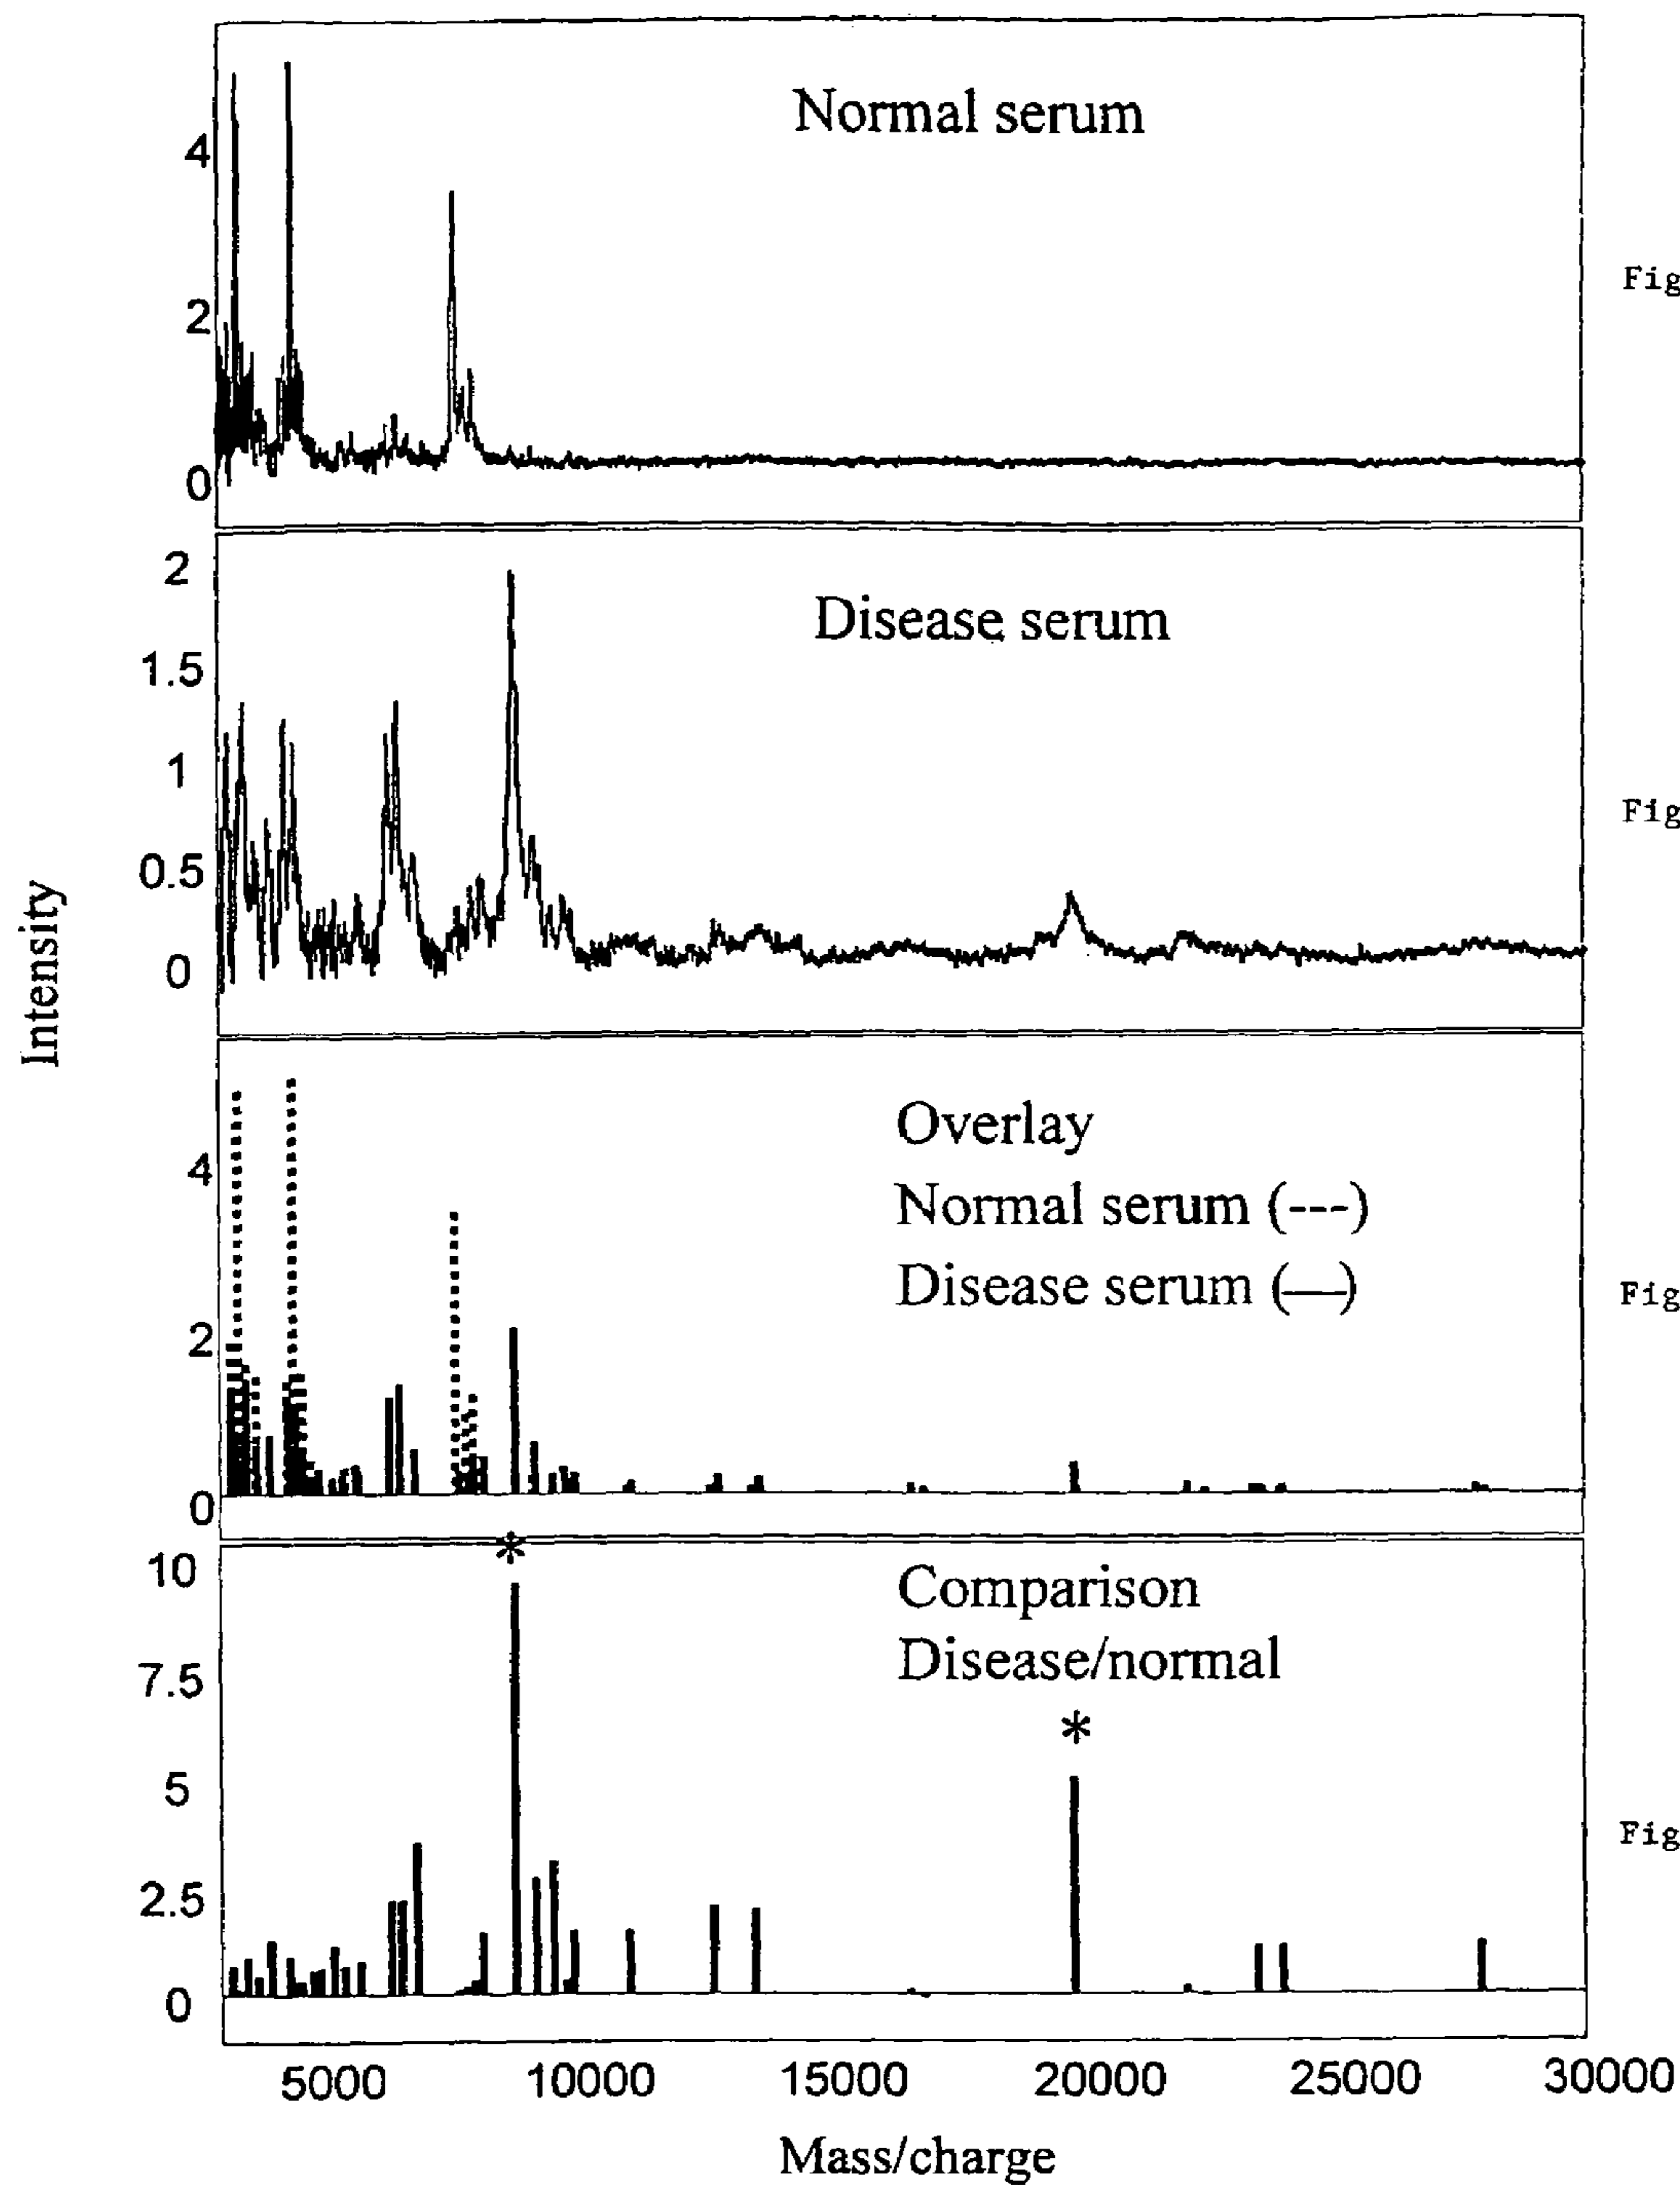 Normal serum
4
2
0
Fig
Disease serum
2
1.5
1
0.5
0
Fig
Intensity
Overlay
Normal serum (---)
Disease serum (—)
4
2
0
Fig
*
Comparison
Disease/normal
*
10
7.5
5
2.5
0
Fig
5000 10000 15000 20000 25000 30000
Mass/charge